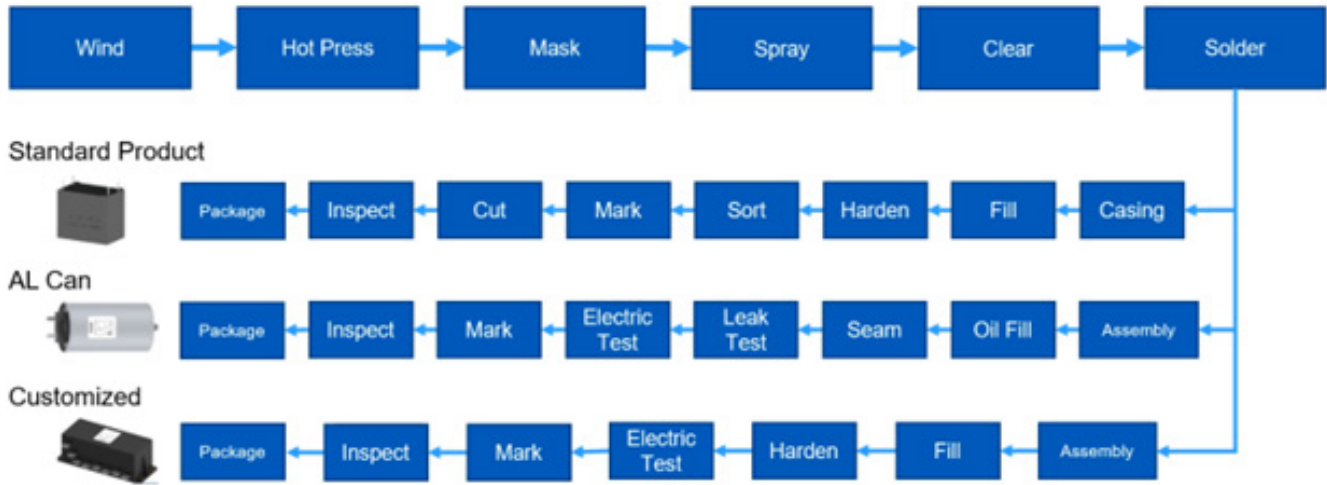 Wind Hot Press Mask Spray Clear Solder
Standard Product
Package Inspect Cut Mark Sort Harden Fill Casing
AL Can
Package Inspect Mark Electric Test Leak Test Seam Oil Fill Assembly
Customized
Package Inspect Mark Electric Test Harden Fill Assembly